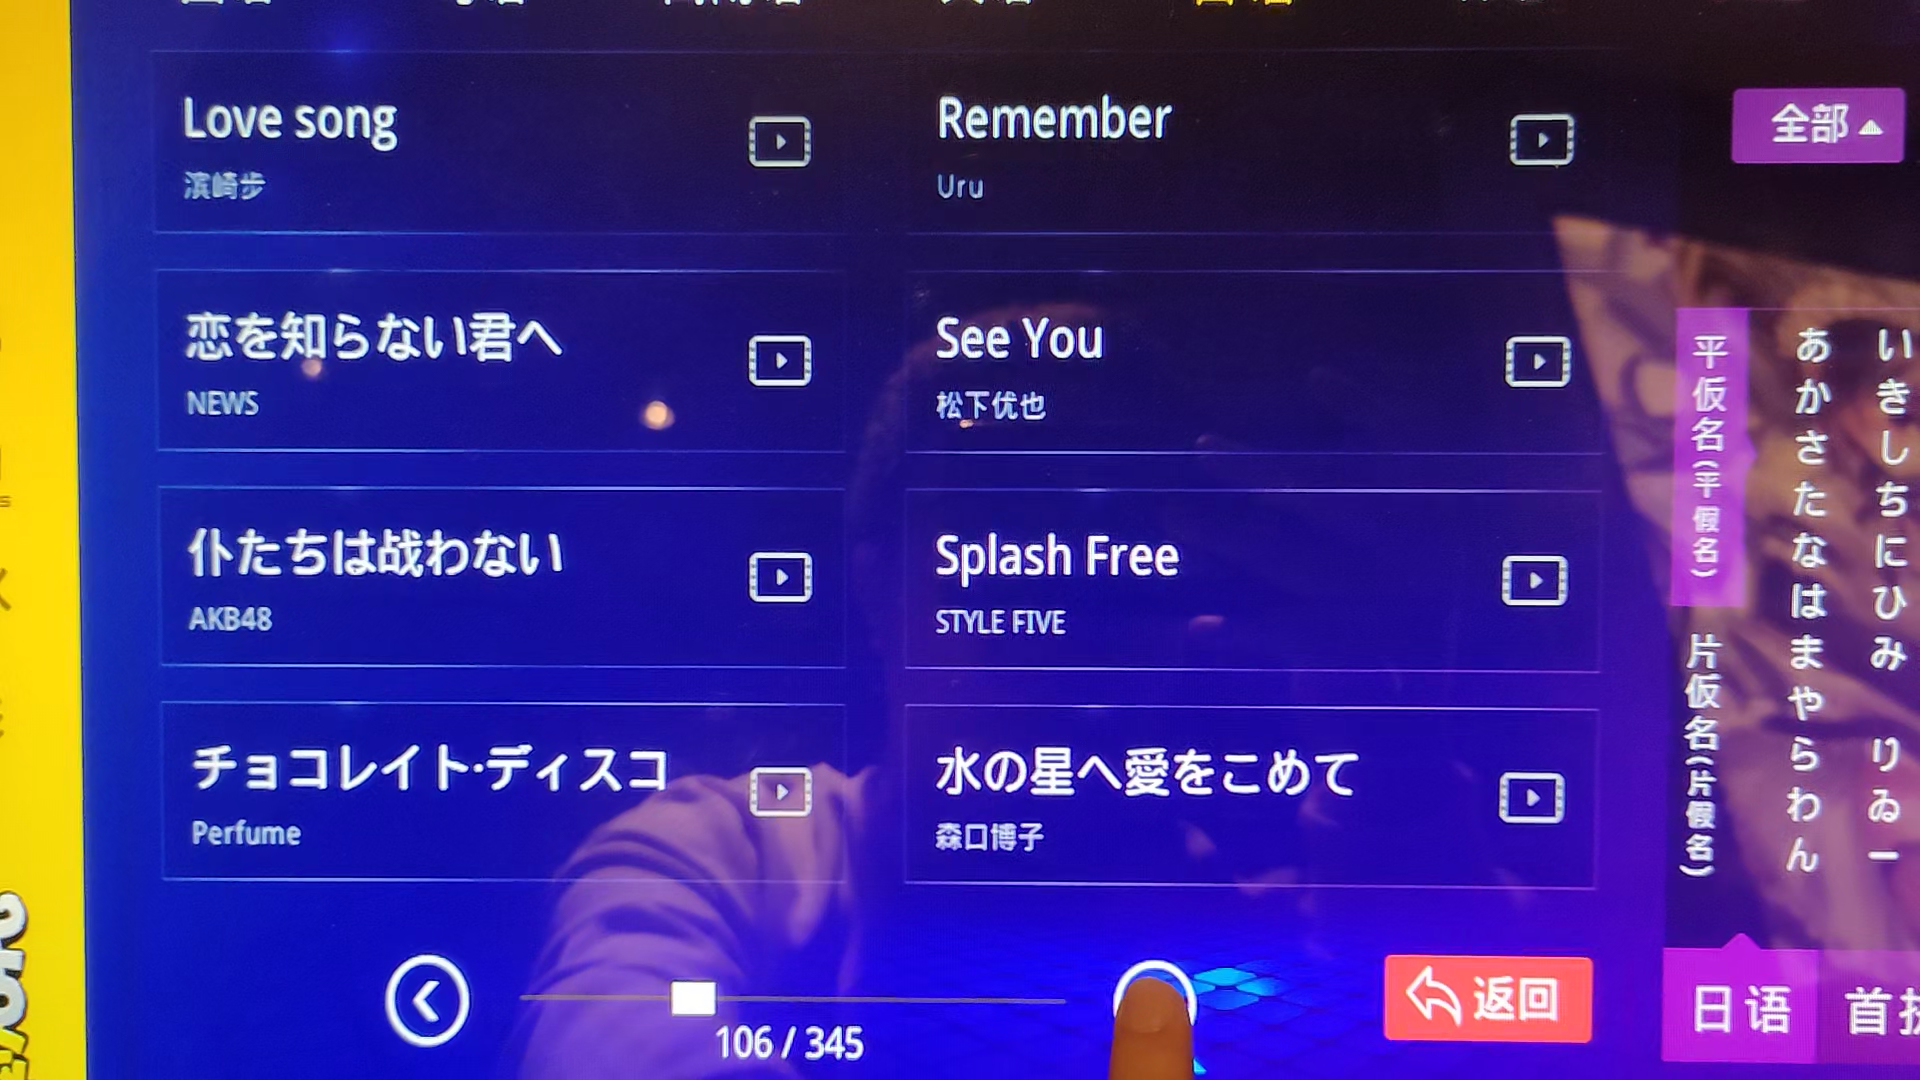 Love song
滨崎步
Remember
Uru
恋を知らない君へ
NEWS
See You
松下优也
仆たちは战わない
AKB48
Splash Free
STYLE FIVE
チョコレイト·ディスコ
Perfume
水の星へ愛をこめて
森口博子
106 / 345
返回
全部
平仮名(平假名)
片仮名(片假名)
あかさたなはまやらわん
いきしちにひみ りゐー
日语
首